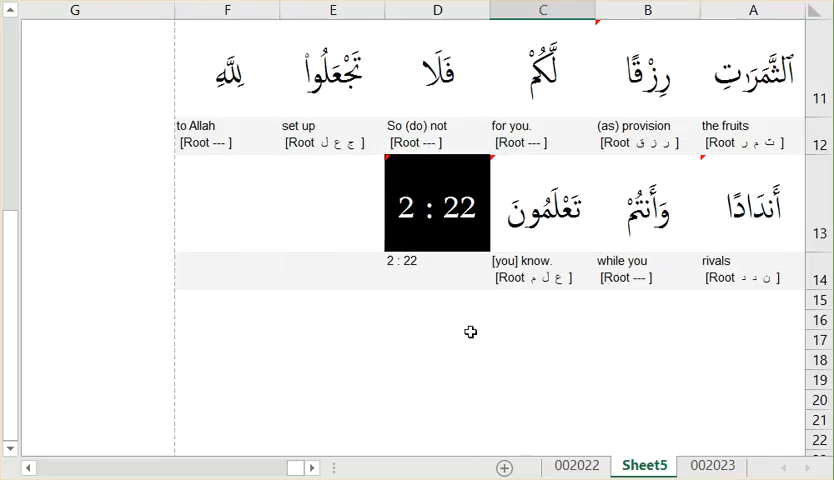 G F E D C B A
ٱلثَّمَرَٰتِ رِزْقًا لَّكُمْ فَلَا تَجْعَلُوا۟ لِلَّهِ
11
to Allah set up So (do) not for you. (as) provision the fruits
[Root --- ] [Root ج ع ل ] [Root --- ] [Root --- ] [Root ر ز ق ] [Root ث م ر ]
12
أَندَادًا وَأَنتُمْ تَعْلَمُونَ 2 : 22
13
2 : 22 [you] know. while you rivals
[Root ع ل م ] [Root --- ] [Root ن د د ]
14
15
16
17
18
19
20
21
22
002022 Sheet5 002023